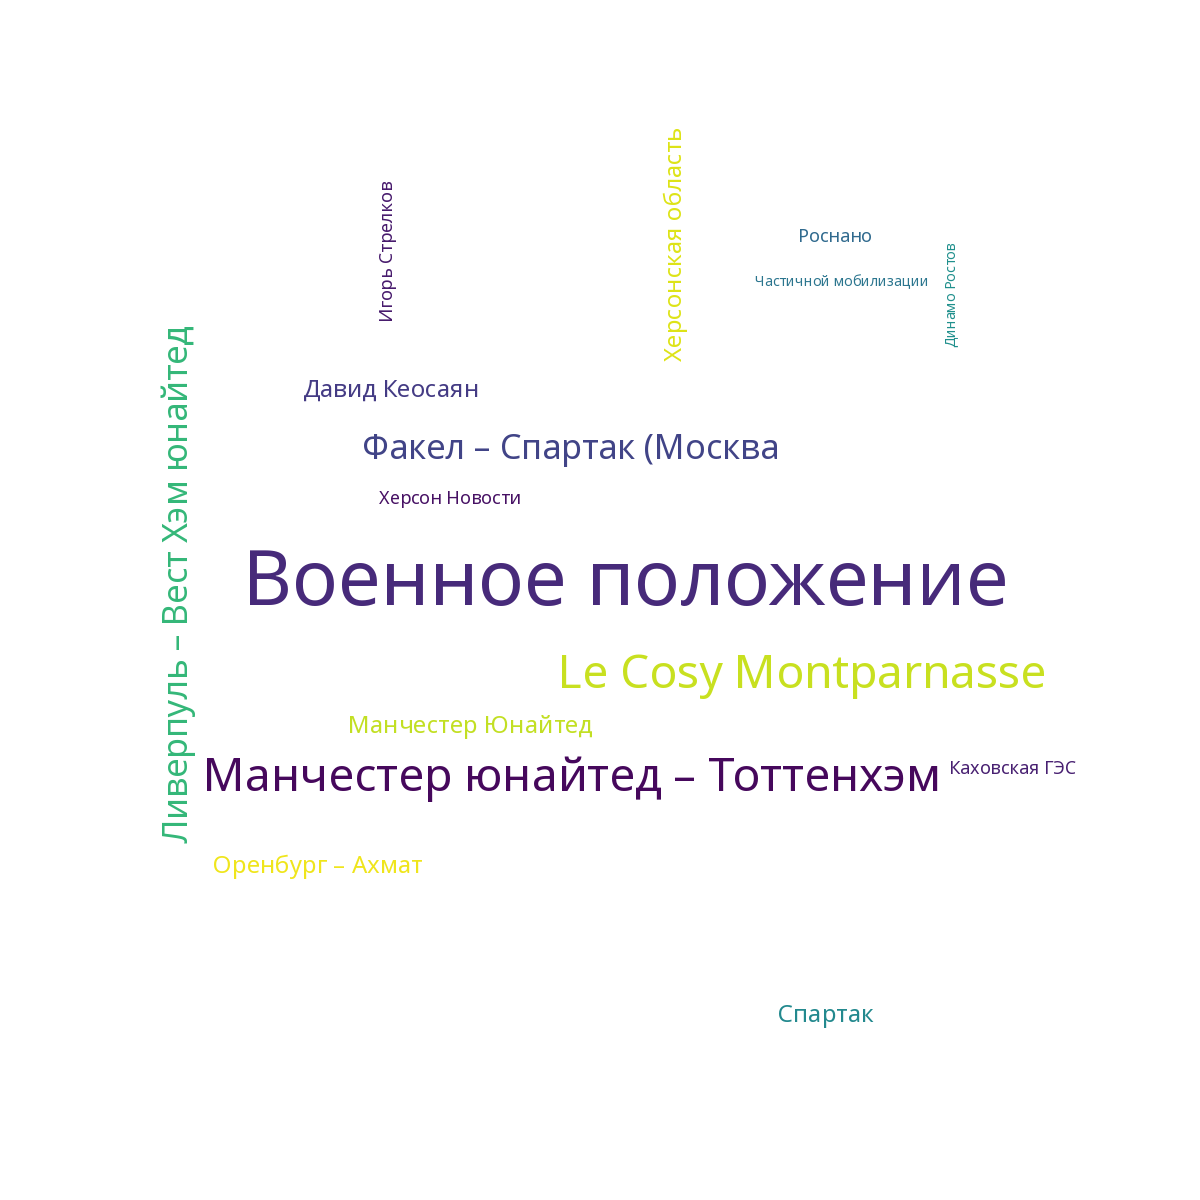 Херсонская область
Игорь Стрелков
Роснано
Частичной мобилизации
Динамо Ростов
Ливерпуль – Вест Хэм юнайтед
Давид Кеосаян
Факел – Спартак (Москва
Херсон Новости
Военное положение
Le Cosy Montparnasse
Манчестер Юнайтед
Манчестер юнайтед – Тоттенхэм
Каховская ГЭС
Оренбург – Ахмат
Спартак